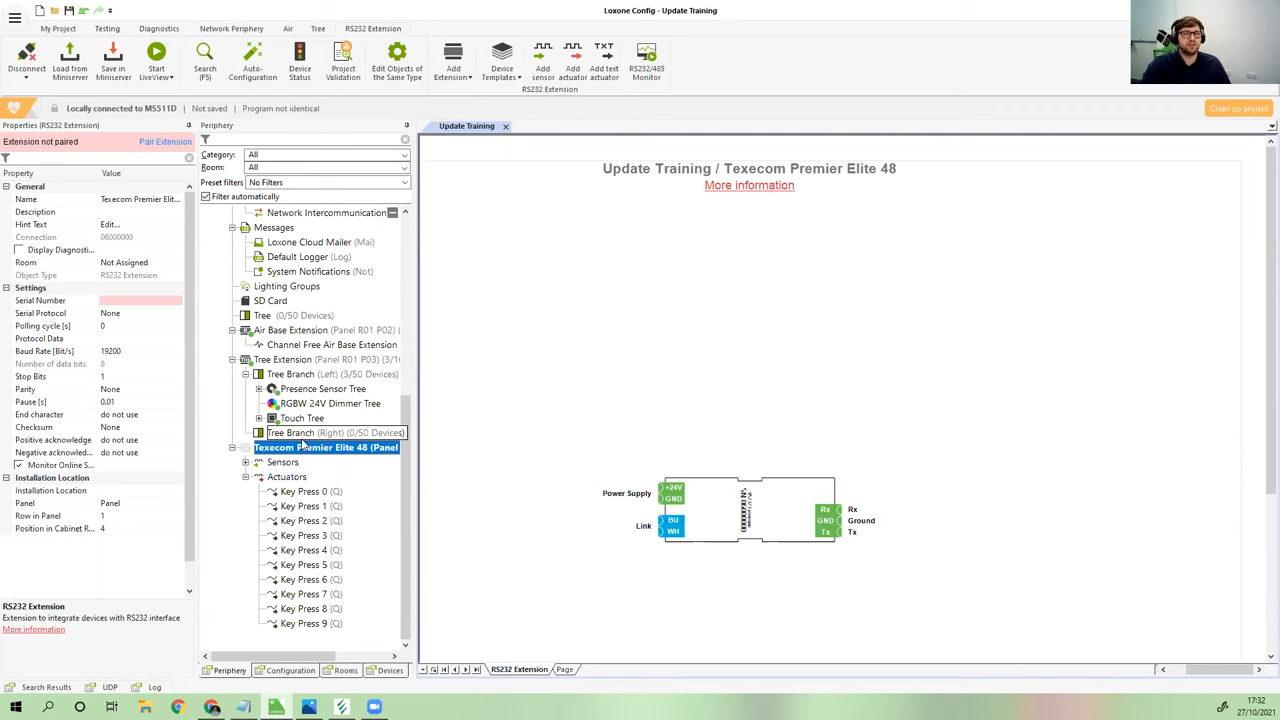 Loxone Config - Update Training
My Project
Testing
Diagnostics
Network Periphery
Air
Tree
RS232 Extension
Disconnect
Load from Miniserver
Save in Miniserver
Start LiveView
Search (F5)
Auto-Configuration
Device Status
Project Validation
Edit Objects of the Same Type
Add Extension
Device Templates
Add sensor
Add actuator
TXT
Add text actuator
RS232/485 Monitor
RS232 Extension
Locally connected to MS511D
Not saved
Program not identical
Clean up project
Properties (RS232 Extension)
Extension not paired
Pair Extension
Property Value
General
Name Texecom Premier Elit...
Description
Hint Text Edit...
Connection 06000000
Display Diagnosti...
Room Not Assigned
Object Type RS232 Extension
Settings
Serial Number
Serial Protocol None
Polling cycle [s] 0
Protocol Data
Baud Rate [Bit/s] 19200
Number of data bits 8
Stop Bits 1
Parity None
Pause [s] 0.01
End character do not use
Checksum None
Positive acknowledge do not use
Negative acknowled... do not use
Monitor Online S...
Installation Location
Installation Location
Panel Panel
Row in Panel 1
Position in Cabinet R... 4
RS232 Extension
Extension to integrate devices with RS232 interface
More information
Periphery
Category: All
Room: All
Preset filters No Filters
Filter automatically
Network Intercommunication
Messages
Loxone Cloud Mailer (Mai)
Default Logger (Log)
System Notifications (Not)
Lighting Groups
SD Card
Tree (0/50 Devices)
Air Base Extension (Panel R01 P02) (
Channel Free Air Base Extension
Tree Extension (Panel R01 P03) (3/10
Tree Branch (Left) (3/50 Devices)
Presence Sensor Tree
RGBW 24V Dimmer Tree
Touch Tree
Tree Branch (Right) (0/50 Devices)
Texecom Premier Elite 48 (Panel
Sensors
Actuators
Key Press 0 (Q)
Key Press 1 (Q)
Key Press 2 (Q)
Key Press 3 (Q)
Key Press 4 (Q)
Key Press 5 (Q)
Key Press 6 (Q)
Key Press 7 (Q)
Key Press 8 (Q)
Key Press 9 (Q)
Periphery
Configuration
Rooms
Devices
Update Training
Update Training / Texecom Premier Elite 48
More information
Power Supply
+24V
GND
Link
BU
WH
Rx Rx
GND Ground
Tx Tx
RS232 Extension
Page
Search Results
UDP
Log
17:32
27/10/2021